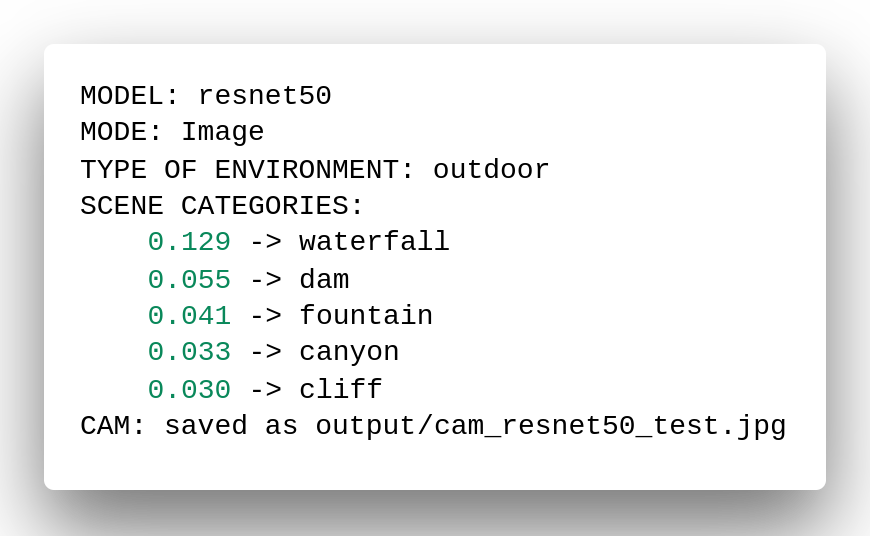 MODEL: resnet50
MODE: Image
TYPE OF ENVIRONMENT: outdoor
SCENE CATEGORIES:
    0.129 -> waterfall
    0.055 -> dam
    0.041 -> fountain
    0.033 -> canyon
    0.030 -> cliff
CAM: saved as output/cam_resnet50_test.jpg